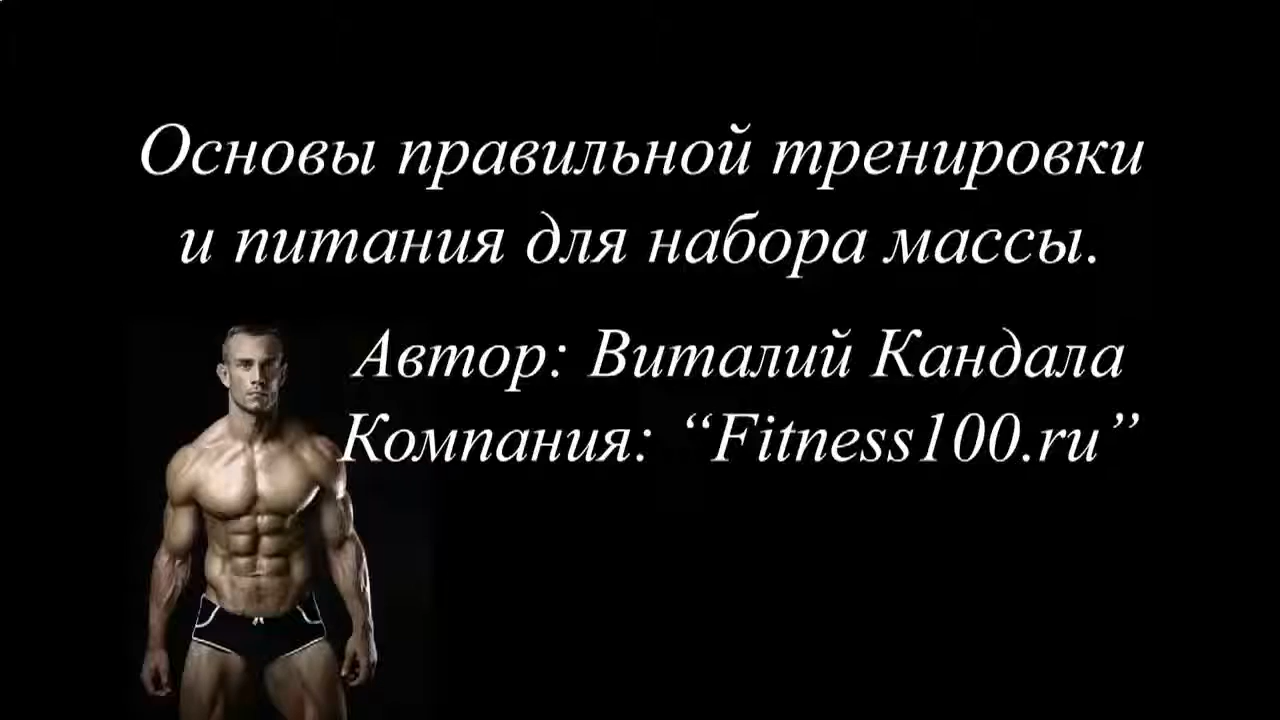 Основы правильной тренировки
и питания для набора массы.
Автор: Виталий Кандала
Компания: “Fitness100.ru”